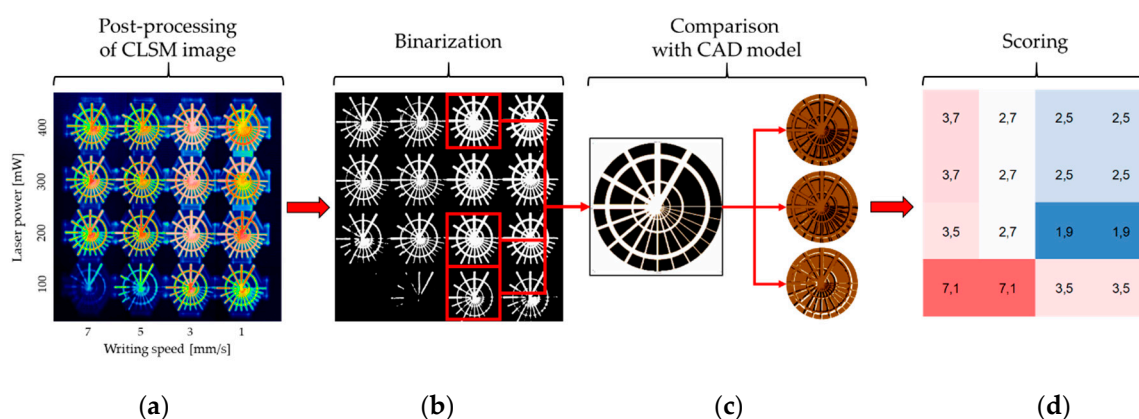 Post-processing
of CLSM image
Binarization
Comparison
with CAD model
Scoring
Laser power [mW]
400
300
200
100
7 5 3 1
Writing speed [mm/s]
3,7 2,7 2,5 2,5
3,7 2,7 2,5 2,5
3,5 2,7 1,9 1,9
7,1 7,1 3,5 3,5
(a) (b) (c) (d)